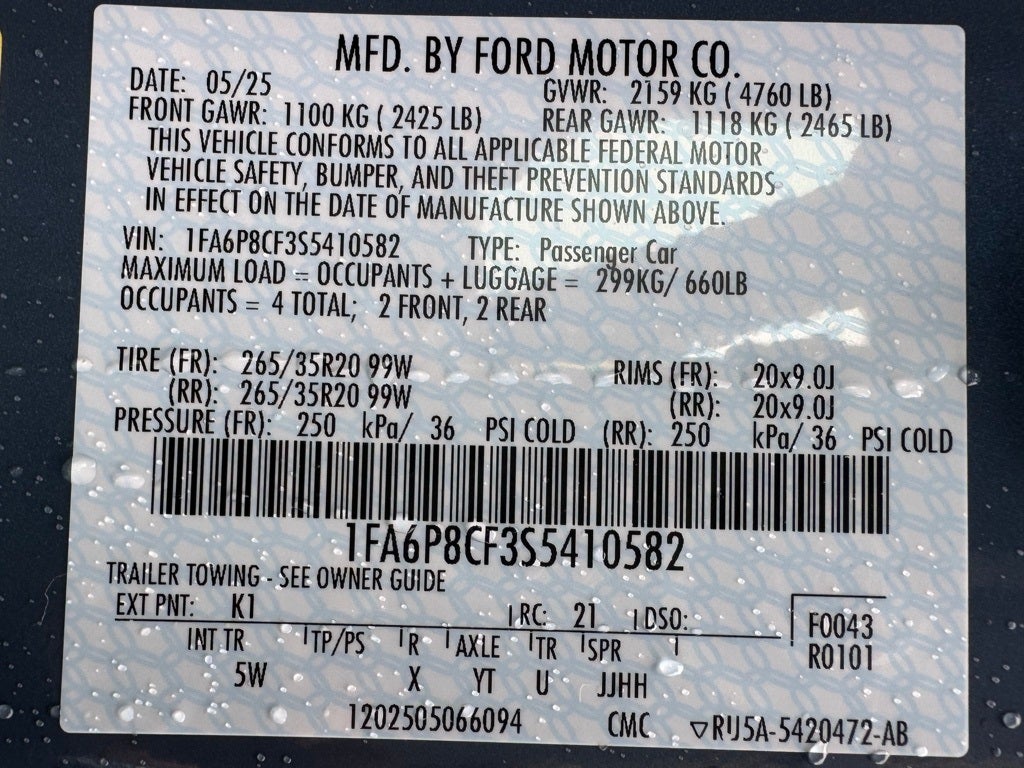 MFD. BY FORD MOTOR CO.
DATE: 05/25 GVWR: 2159 KG ( 4760 LB)
FRONT GAWR: 1100 KG ( 2425 LB) REAR GAWR: 1118 KG ( 2465 LB)
THIS VEHICLE CONFORMS TO ALL APPLICABLE FEDERAL MOTOR
VEHICLE SAFETY, BUMPER, AND THEFT PREVENTION STANDARDS
IN EFFECT ON THE DATE OF MANUFACTURE SHOWN ABOVE.
VIN: 1FA6P8CF3S5410582 TYPE: Passenger Car
MAXIMUM LOAD = OCCUPANTS + LUGGAGE = 299KG/ 660LB
OCCUPANTS = 4 TOTAL; 2 FRONT, 2 REAR
TIRE (FR): 265/35R20 99W RIMS (FR): 20x9.0J
(RR): 265/35R20 99W (RR): 20x9.0J
PRESSURE (FR): 250 kPa/ 36 PSI COLD (RR): 250 kPa/ 36 PSI COLD
1FA6P8CF3S5410582
TRAILER TOWING - SEE OWNER GUIDE
EXT PNT: K1 RC: 21 DSO: F0043
INT TR TP/PS R AXLE TR SPR R0101
5W X YT U JJHH
1202505066094 CMC ▽RU5A-5420472-AB